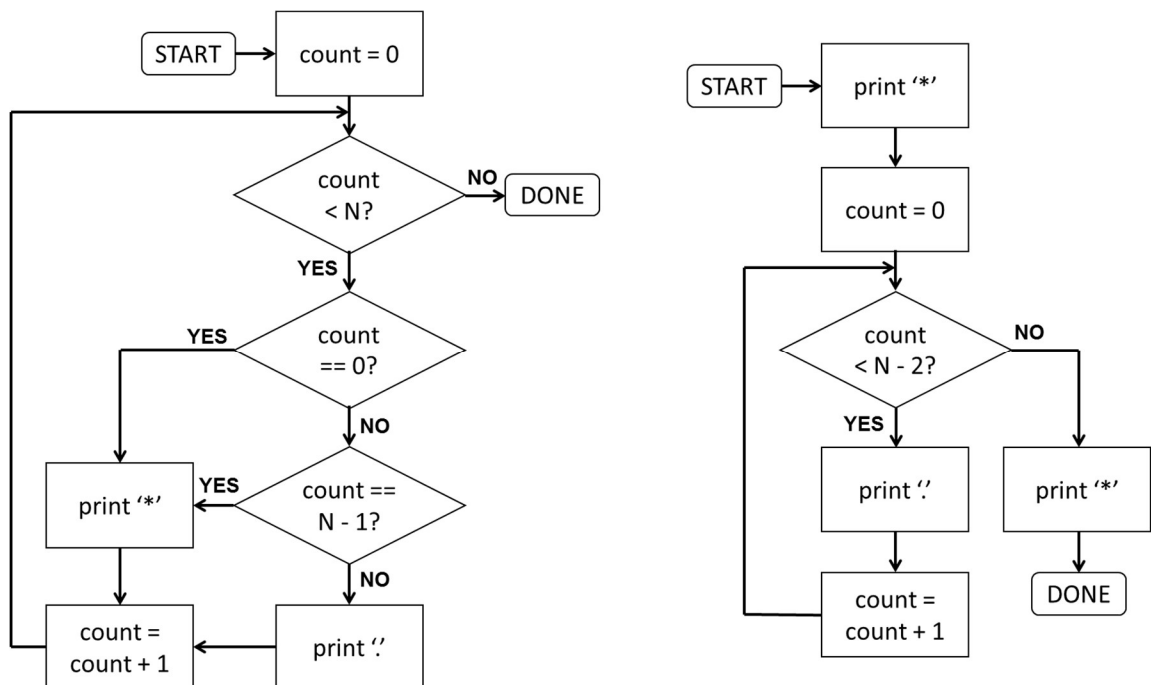 START
count = 0
count
< N?
NO
DONE
YES
count
== 0?
YES
NO
count ==
N - 1?
YES
print ‘*’
NO
count =
count + 1
print ‘.’
START
print ‘*’
count = 0
count
< N - 2?
NO
YES
print ‘.’
print ‘*’
count =
count + 1
DONE